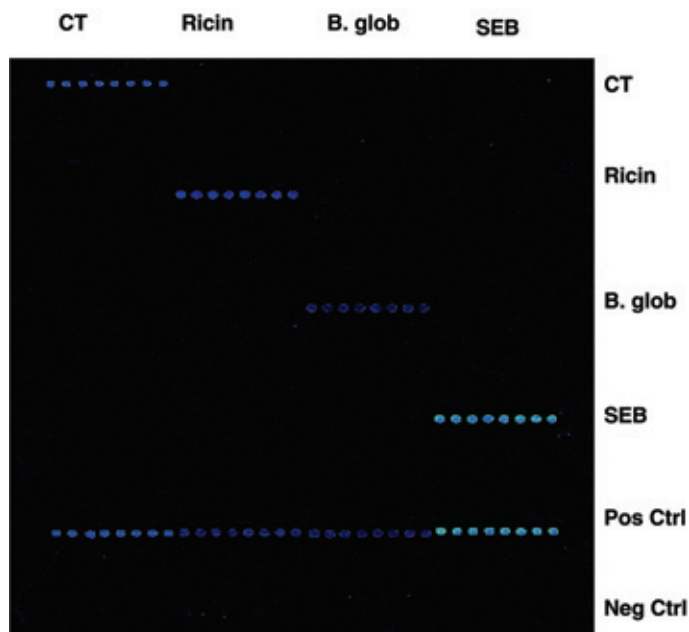 CT Ricin B. glob SEB
CT
Ricin
B. glob
SEB
Pos Ctrl
Neg Ctrl